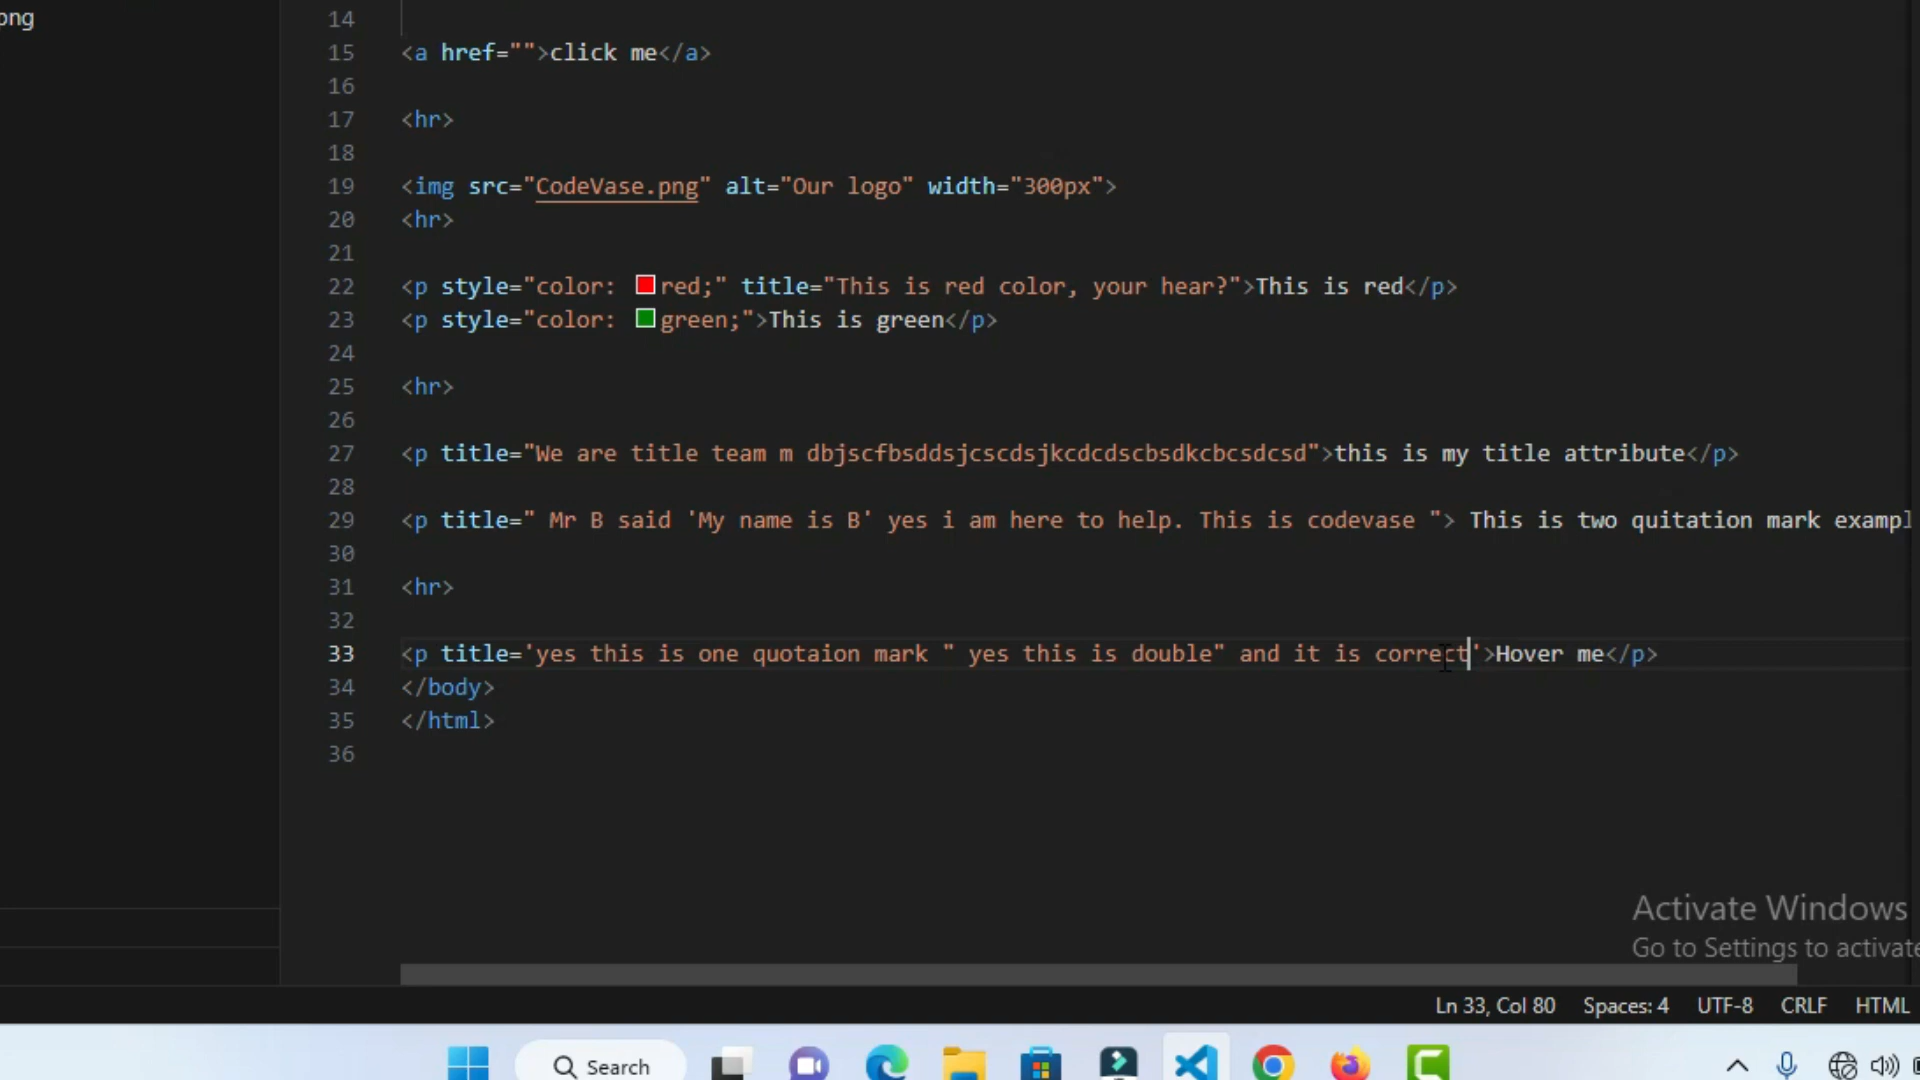 png
14
15 <a href="">click me</a>
16
17 <hr>
18
19 <img src="CodeVase.png" alt="Our logo" width="300px">
20 <hr>
21
22 <p style="color: red;" title="This is red color, your hear?">This is red</p>
23 <p style="color: green;">This is green</p>
24
25 <hr>
26
27 <p title="We are title team m dbjscfbsddsjcscdsjkcdcdscbsdkcbcsdcsd">this is my title attribute</p>
28
29 <p title=" Mr B said 'My name is B' yes i am here to help. This is codevase "> This is two quitation mark exampl
30
31 <hr>
32
33 <p title='yes this is one quotaion mark " yes this is double" and it is correct'>Hover me</p>
34 </body>
35 </html>
36
Activate Windows
Go to Settings to activate
Ln 33, Col 80 Spaces: 4 UTF-8 CRLF HTML
Search